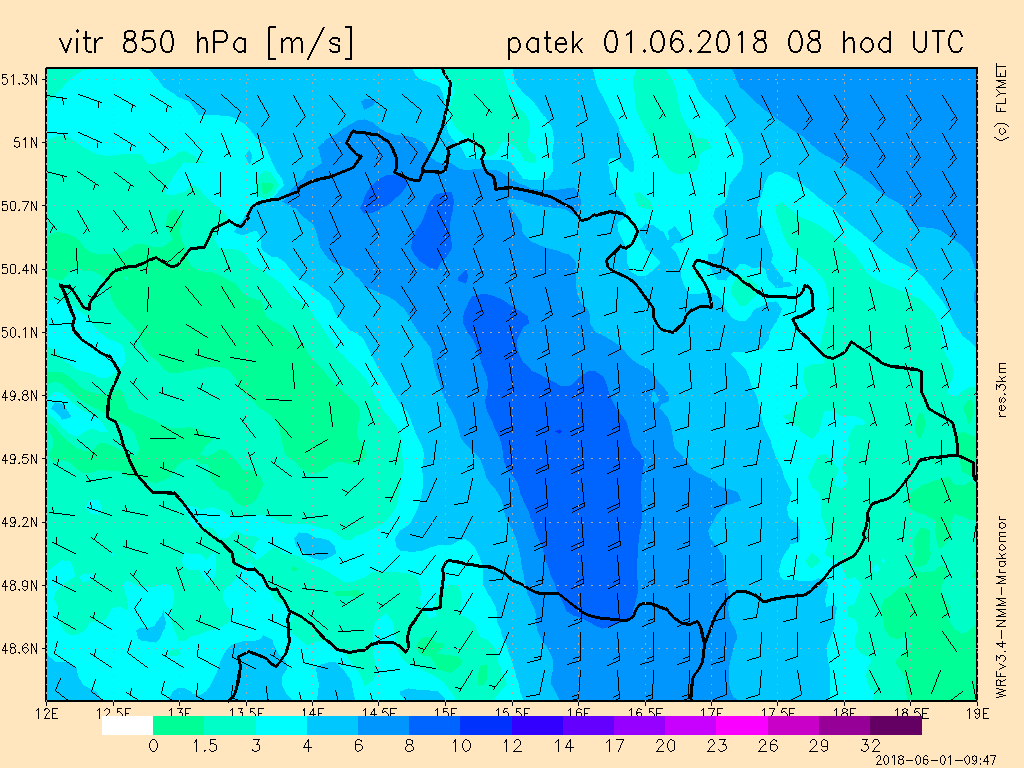 vitr 850 hPa [m/s]
patek 01.06.2018 08 hod UTC
(c) FLYMET
res.3km
WRFv3.4-NMM-Mrakomor
51.3N
51N
50.7N
50.4N
50.1N
49.8N
49.5N
49.2N
48.9N
48.6N
12E 12.5E 13E 13.5E 14E 14.5E 15E 15.5E 16E 16.5E 17E 17.5E 18E 18.5E 19E
0 1.5 3 4 6 8 10 12 14 17 20 23 26 29 32
2018-06-01-09:47